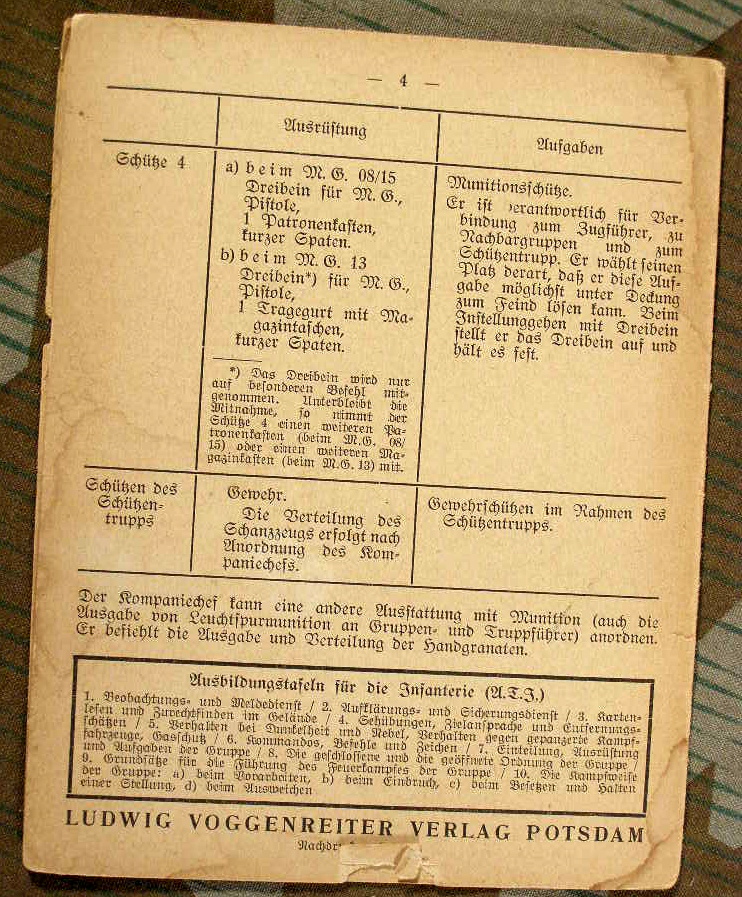 — 4 —
Ausrüstung
Aufgaben
Schütze 4
a) beim M. G. 08/15
Dreibein für M. G.,
Pistole,
1 Patronenkasten,
kurzer Spaten.
b) beim M. G. 13
Dreibein*) für M. G.,
Pistole,
1 Tragegurt mit Ma-
gazintaschen,
kurzer Spaten.
*) Das Dreibein wird nur
auf besonderen Befehl mit-
genommen. Unterbleibt die
Mitnahme, so nimmt der
Schütze 4 einen weiteren Pa-
tronenkasten (beim M. G. 08/
15) oder einen weiteren Ma-
gazinkasten (beim M. G. 13) mit.
Munitionsschütze.
Er ist verantwortlich für Ver-
bindung zum Zugführer, zu
Nachbargruppen und zum
Schützentrupp. Er wählt seinen
Platz derart, daß er diese Auf-
gabe möglichst unter Deckung
zum Feind lösen kann. Beim
Instellunggehen mit Dreibein
stellt er das Dreibein auf und
hält es fest.
Schützen des
Schützen-
trupps
Gewehr.
Die Verteilung des
Schanzzeugs erfolgt nach
Anordnung des Kom-
paniechefs.
Gewehrschützen im Rahmen des
Schützentrupps.
Der Kompaniechef kann eine andere Ausstattung mit Munition (auch die
Ausgabe von Leuchtspurmunition an Gruppen- und Truppführer) anordnen.
Er befiehlt die Ausgabe und Verteilung der Handgranaten.
Ausbildungstafeln für die Infanterie (A.T.J.)
1. Beobachtungs- und Meldedienst / 2. Aufklärungs- und Sicherungsdienst / 3. Karten-
lesen und Zurechtfinden im Gelände / 4. Sehübungen, Zielansprache und Entfernungs-
schätzen / 5. Verhalten bei Dunkelheit und Nebel, Verhalten gegen gepanzerte Kampf-
fahrzeuge, Gasschutz / 6. Kommandos, Befehle und Zeichen / 7. Einteilung, Ausrüstung
und Aufgaben der Gruppe / 8. Die geschlossene und die geöffnete Ordnung der Gruppe /
9. Grundsätze für die Führung des Feuerkampfes der Gruppe / 10. Die Kampfweise
der Gruppe: a) beim Vorarbeiten, b) beim Einbruch, c) beim Besetzen und Halten
einer Stellung, d) beim Ausweichen
LUDWIG VOGGENREITER VERLAG POTSDAM